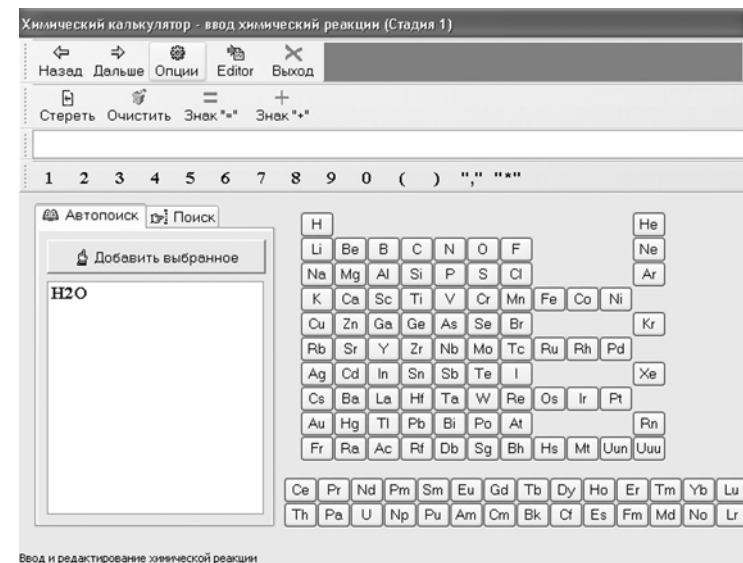 Химический калькулятор - ввод химической реакции (Стадия 1)
Назад Дальше Опции Editor Выход
Стереть Очистить Знак "=" Знак "+"
1 2 3 4 5 6 7 8 9 0 ( ) "," "*"
Автопоиск Поиск
Добавить выбранное
H2O
H He
Li Be B C N O F Ne
Na Mg Al Si P S Cl Ar
K Ca Sc Ti V Cr Mn Fe Co Ni
Cu Zn Ga Ge As Se Br Kr
Rb Sr Y Zr Nb Mo Tc Ru Rh Pd
Ag Cd In Sn Sb Te I Xe
Cs Ba La Hf Ta W Re Os Ir Pt
Au Hg Tl Pb Bi Po At Rn
Fr Ra Ac Rf Db Sg Bh Hs Mt Uun Uuu
Ce Pr Nd Pm Sm Eu Gd Tb Dy Ho Er Tm Yb Lu
Th Pa U Np Pu Am Cm Bk Cf Es Fm Md No Lr
Ввод и редактирование химической реакции